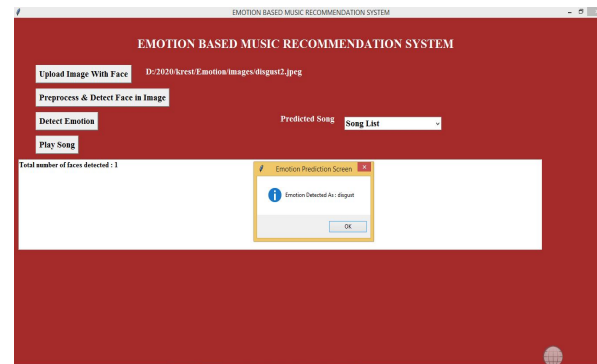 EMOTION BASED MUSIC RECOMMENDATION SYSTEM
EMOTION BASED MUSIC RECOMMENDATION SYSTEM
Upload Image With Face
D:/2020/krest/Emotion/images/disgust2.jpeg
Preprocess & Detect Face in Image
Detect Emotion
Predicted Song
Song List
Play Song
Total number of faces detected : 1
Emotion Prediction Screen
Emotion Detected As : disgust
OK